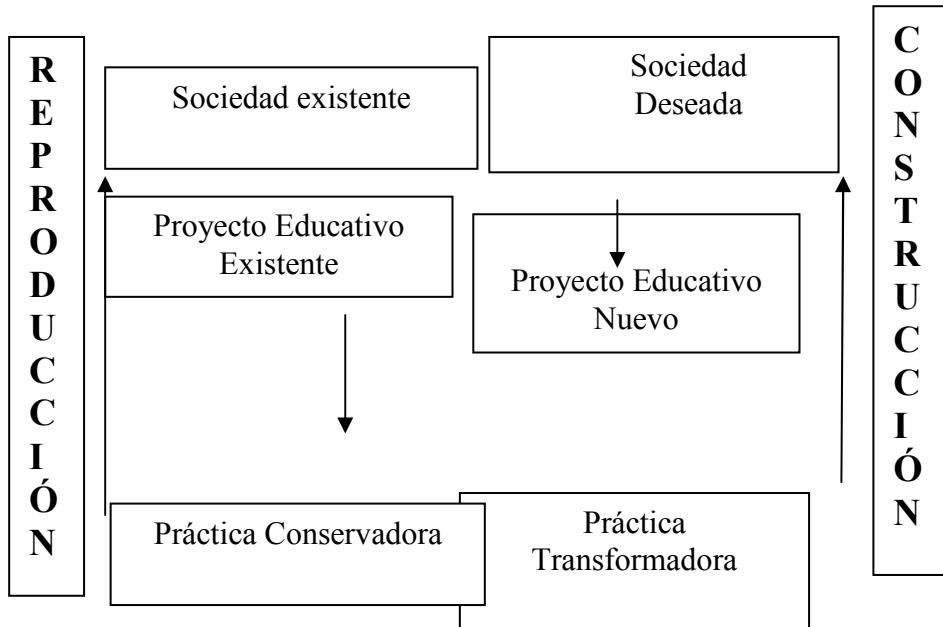 REPRODUCCIÓN
Sociedad existente
Sociedad
Deseada
Proyecto Educativo
Existente
Proyecto Educativo
Nuevo
Práctica Conservadora
Práctica
Transformadora
CONSTRUCCIÓN